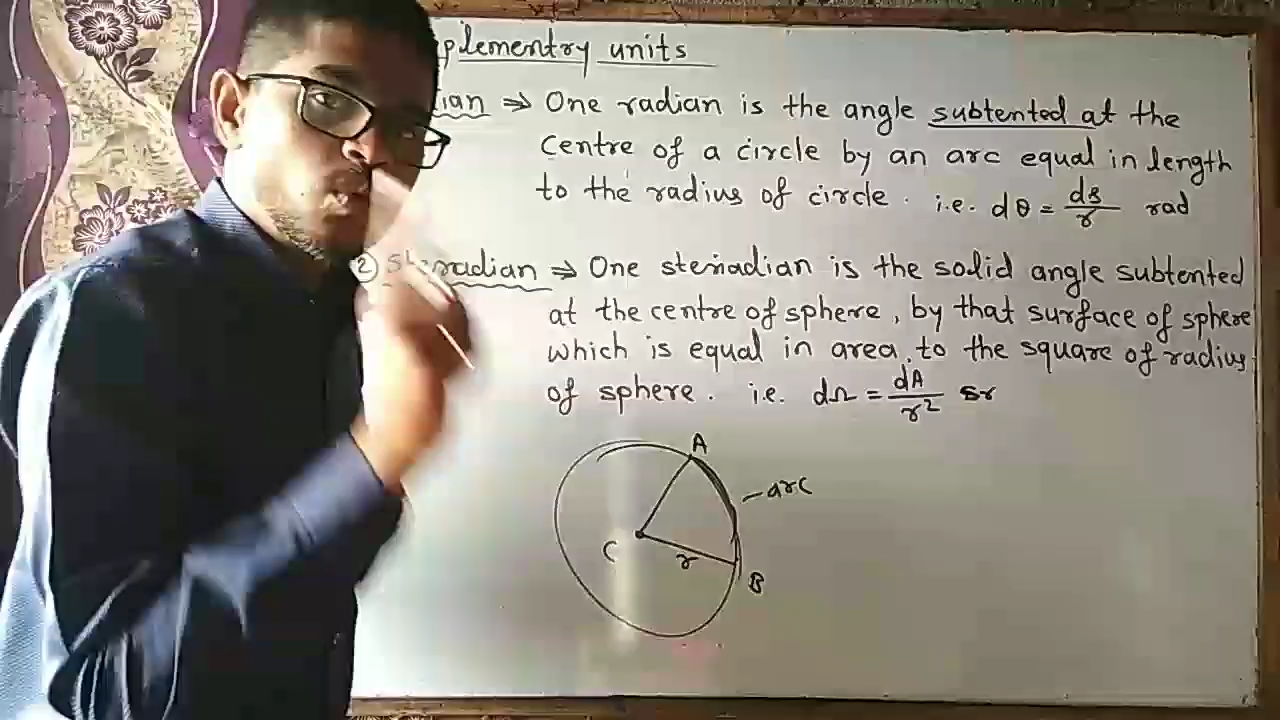 plementry units
ian ⇒ One radian is the angle subtented at the
Centre of a circle by an arc equal in length
to the radius of circle. i.e. dθ = ds/r rad
2) Steradian ⇒ One steriadian is the solid angle subtented
at the centre of sphere, by that surface of sphere
which is equal in area, to the square of radius
of sphere. i.e. dΩ = dA/r² sr
A
arc
C
r
B